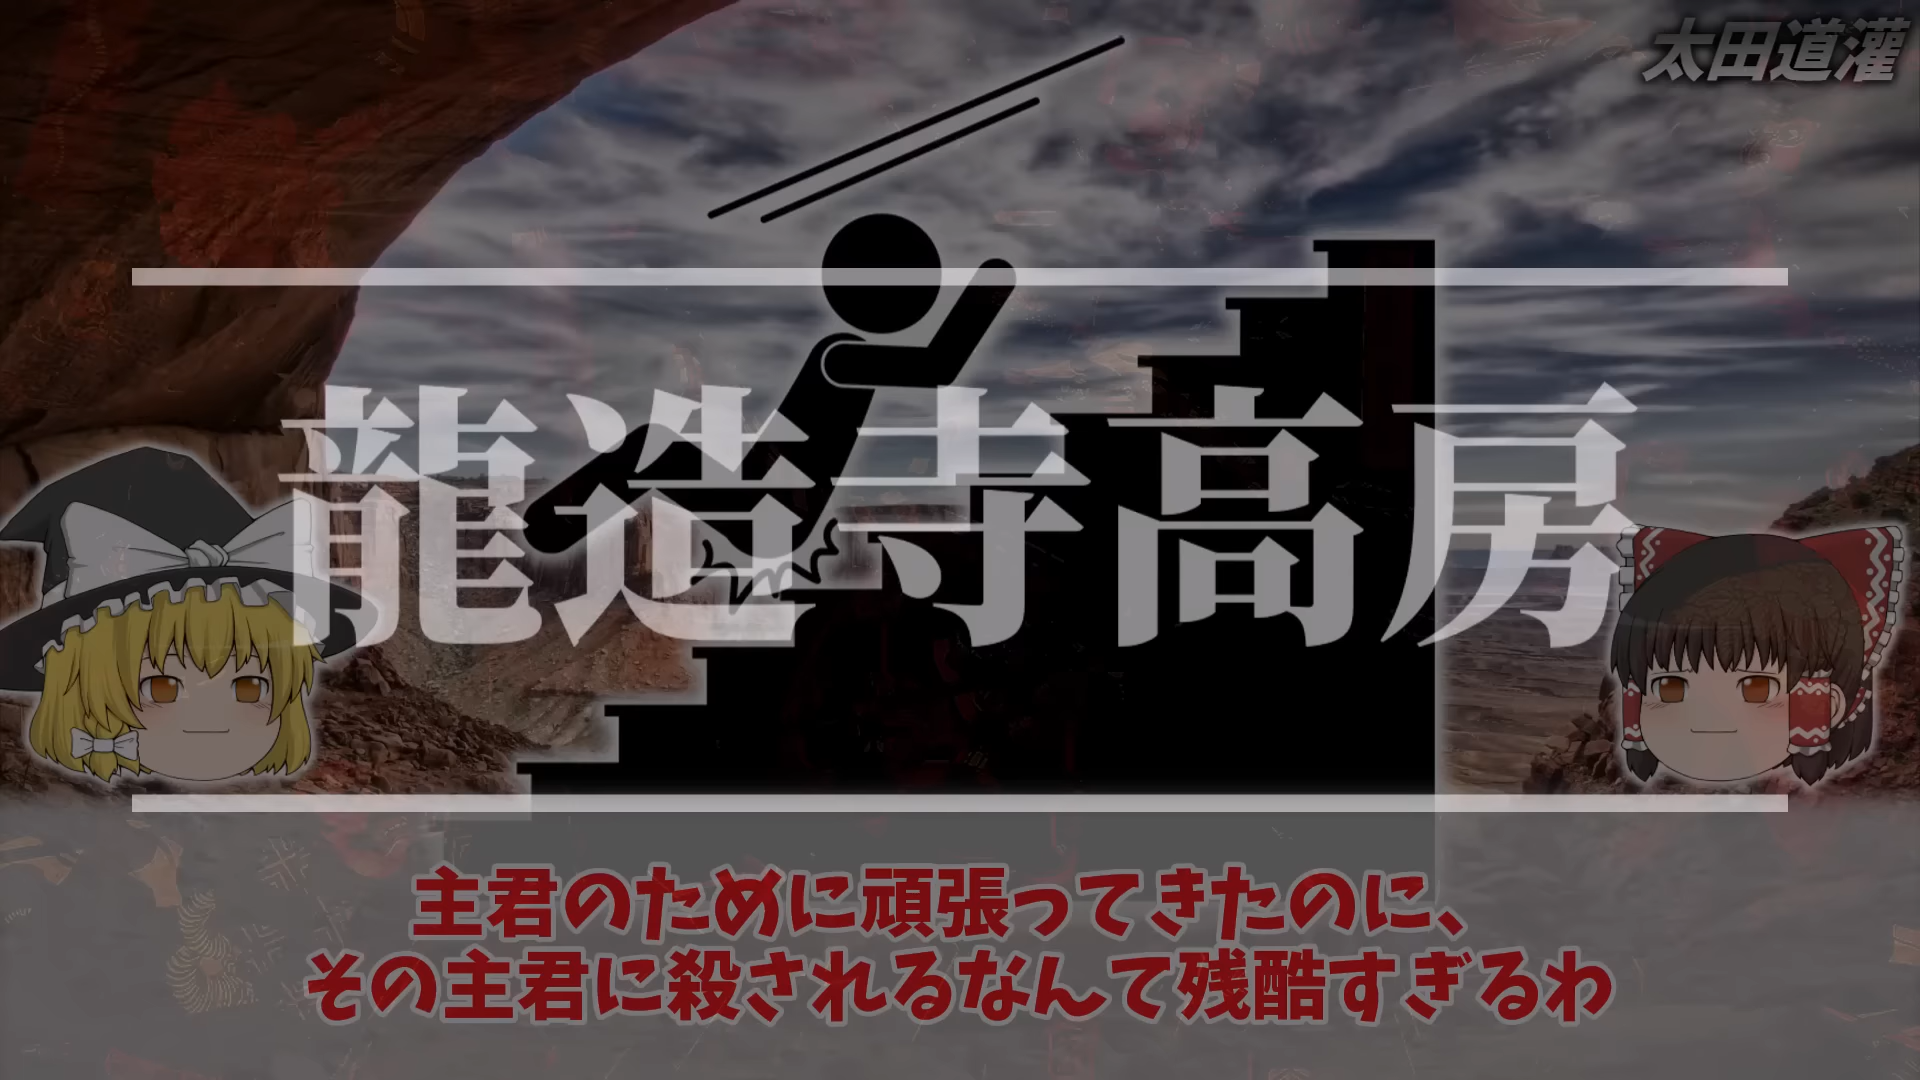 太田道灌
龍造寺高房
主君のために頑張ってきたのに、
その主君に殺されるなんて残酷すぎるわ